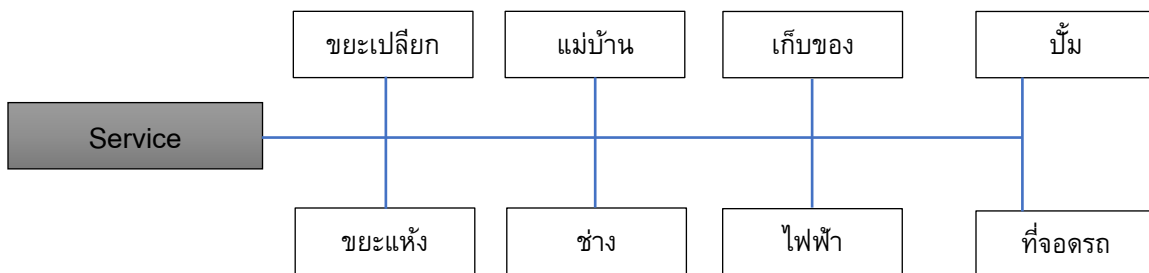 ขยะเปลียก
แม่บ้าน
เก็บของ
ปั้ม
Service
ขยะแห้ง
ช่าง
ไฟฟ้า
ที่จอดรถ